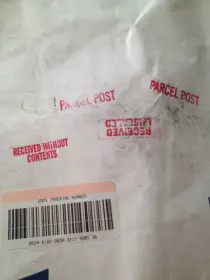 PARCEL POST
PARCEL POST
RECEIVED
UNSEALED
RECEIVED WITHOUT
CONTENTS
USPS TRACKING NUMBER